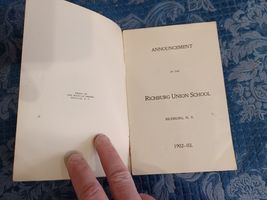 ANNOUNCEMENT
OF THE
RICHBURG UNION SCHOOL
RICHBURG, N. Y.
1902-03.